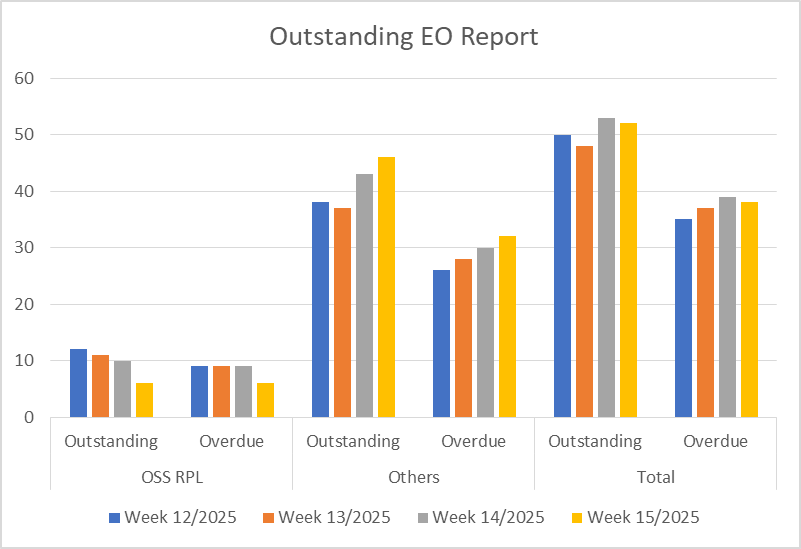 Outstanding EO Report
60
50
40
30
20
10
0
Outstanding Overdue Outstanding Overdue Outstanding Overdue
OSS RPL Others Total
Week 12/2025 Week 13/2025 Week 14/2025 Week 15/2025